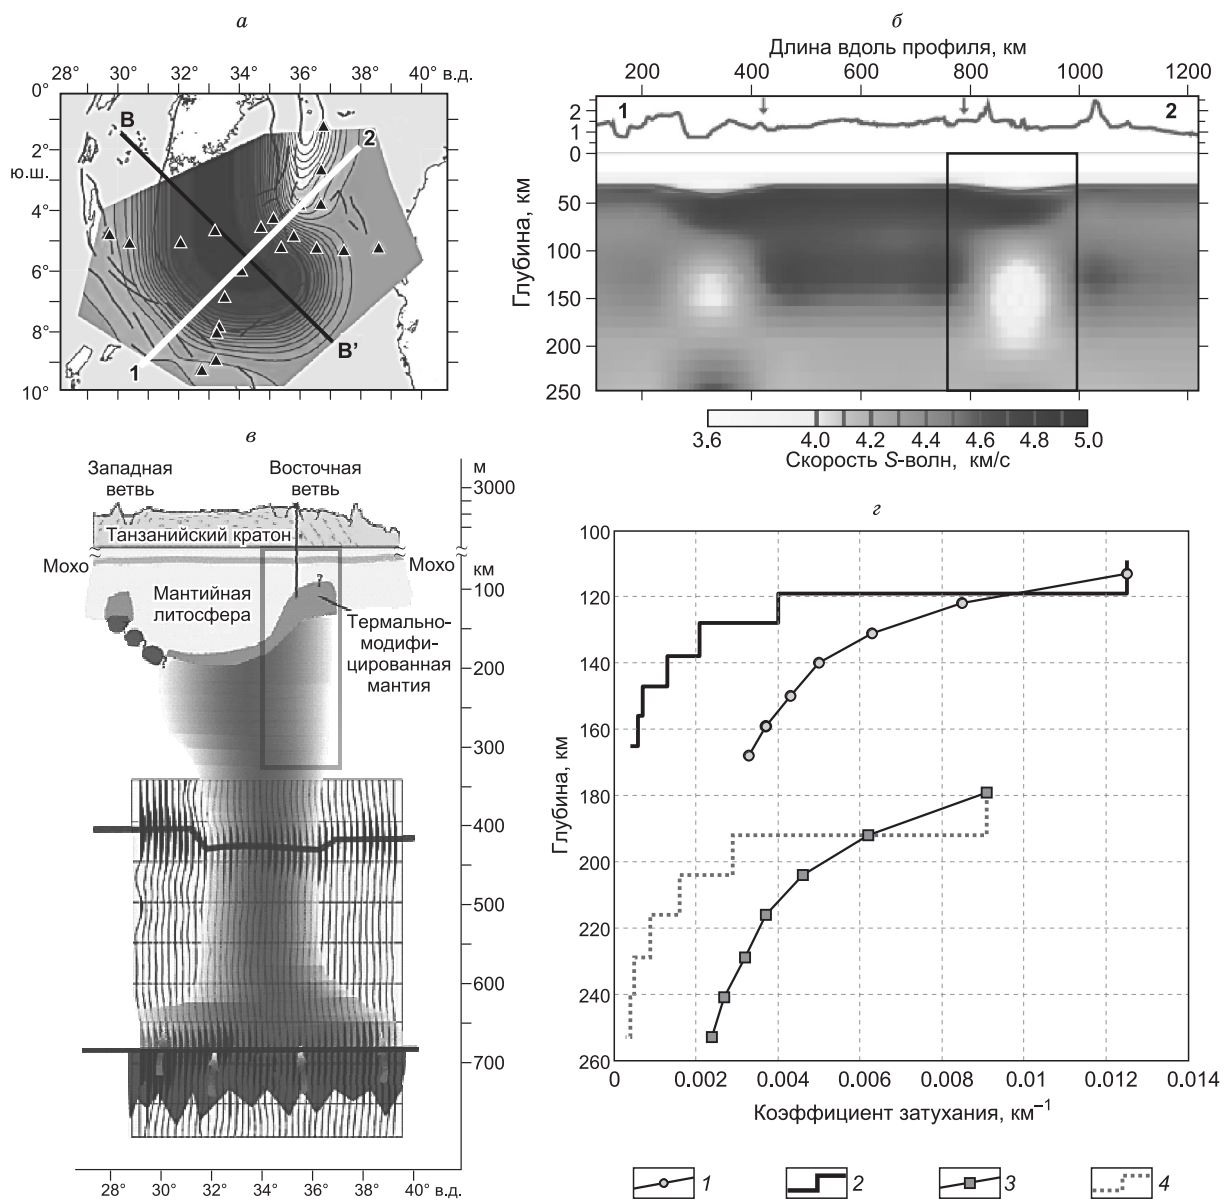 а
28° 30° 32° 34° 36° 38° 40° в.д.
0°
2°
ю.ш.
4°
6°
8°
10°
В
2
1
В'
б
Длина вдоль профиля, км
200 400 600 800 1000 1200
2
1
0
1
2
Глубина, км
50
100
150
200
250
3.6 4.0 4.2 4.4 4.6 4.8 5.0
Скорость S-волн, км/с
в
Западная
ветвь
Восточная
ветвь
м
3000
Танзанийский кратон
Мохо
Мохо
км
100
?
Мантийная
литосфера
Термально-
модифи-
цированная
мантия
200
300
400
500
600
700
28° 30° 32° 34° 36° 38° 40° в.д.
г
Глубина, км
100
120
140
160
180
200
220
240
260
0 0.002 0.004 0.006 0.008 0.01 0.012 0.014
Коэффициент затухания, км⁻¹
1 2 3 4